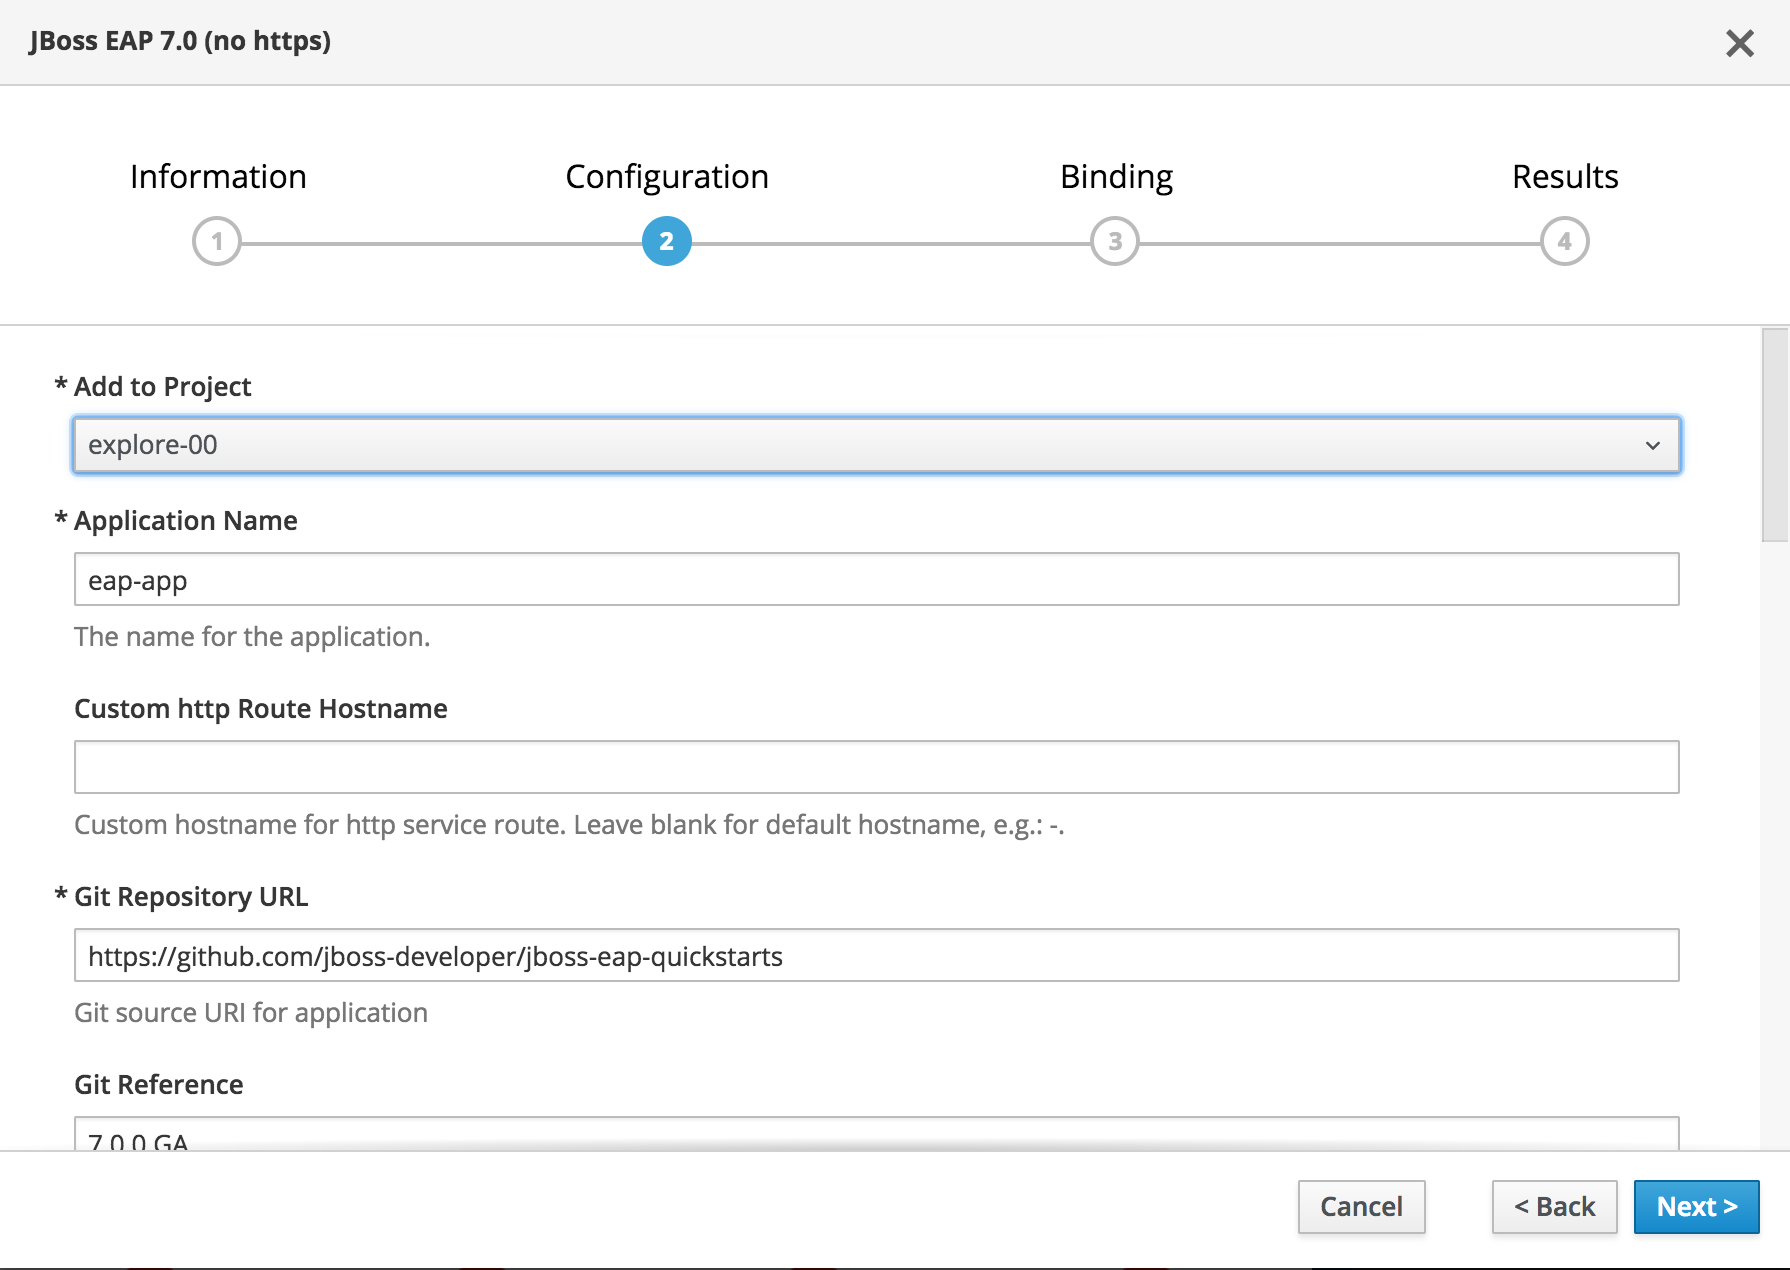 JBoss EAP 7.0 (no https)
Information Configuration Binding Results
1 2 3 4
* Add to Project
explore-00
* Application Name
eap-app
The name for the application.
Custom http Route Hostname
Custom hostname for http service route. Leave blank for default hostname, e.g.: -.
* Git Repository URL
https://github.com/jboss-developer/jboss-eap-quickstarts
Git source URI for application
Git Reference
7.0.0.GA
Cancel < Back Next >